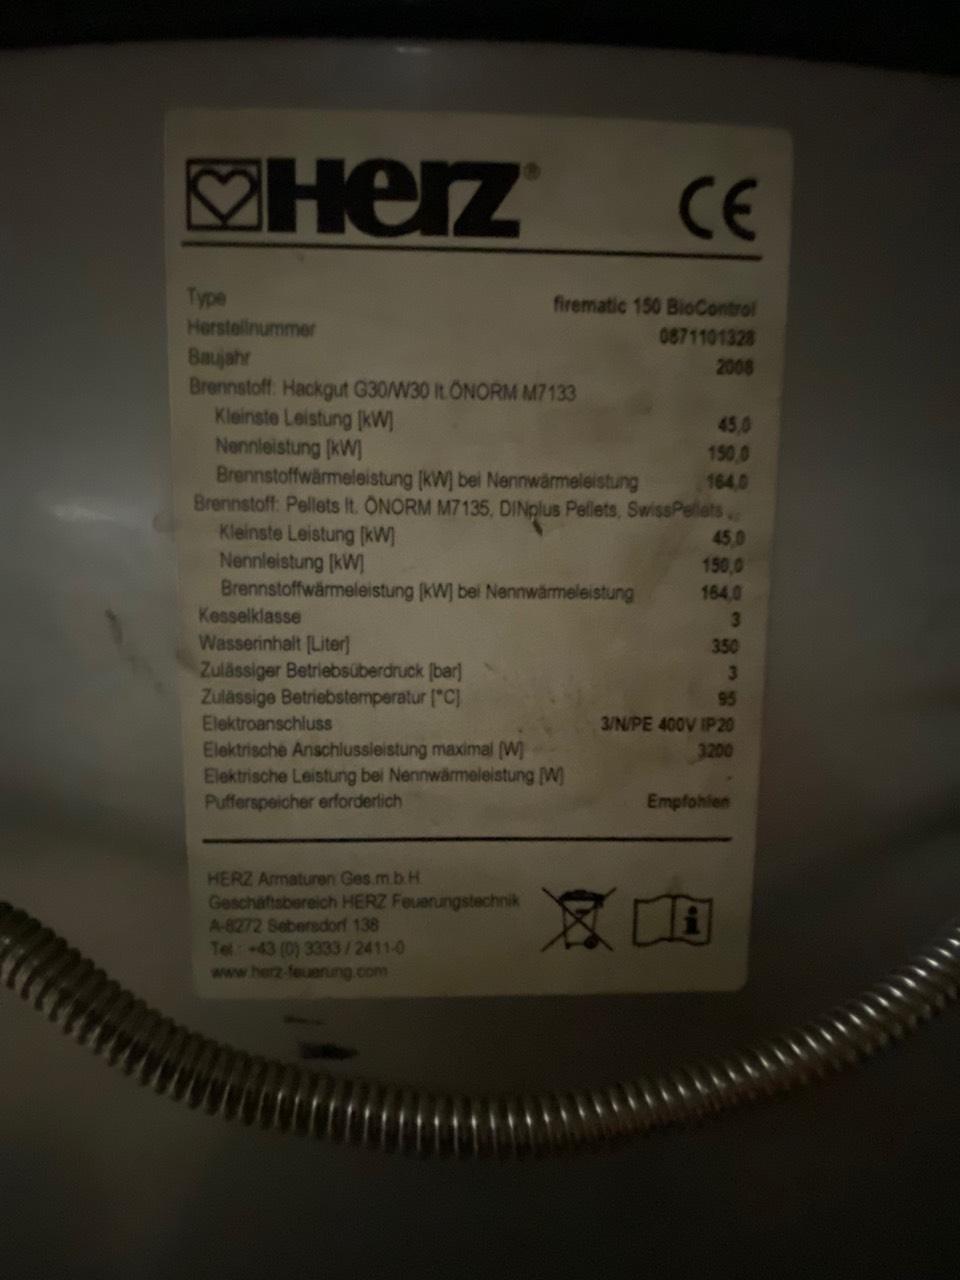 Herz® CE
Type firematic 150 BioControl
Herstellnummer 0871101328
Baujahr 2008
Brennstoff: Hackgut G30/W30 lt.ÖNORM M7133
Kleinste Leistung [kW] 45,0
Nennleistung [kW] 150,0
Brennstoffwärmeleistung [kW] bei Nennwärmeleistung 164,0
Brennstoff: Pellets lt. ÖNORM M7135, DINplus Pellets, SwissPellets
Kleinste Leistung [kW] 45,0
Nennleistung [kW] 150,0
Brennstoffwärmeleistung [kW] bei Nennwärmeleistung 164,0
Kesselklasse 3
Wasserinhalt [Liter] 350
Zulässiger Betriebsüberdruck [bar] 3
Zulässige Betriebstemperatur [°C] 95
Elektroanschluss 3/N/PE 400V IP20
Elektrische Anschlussleistung maximal [W] 3200
Elektrische Leistung bei Nennwärmeleistung [W] -
Pufferspeicher erforderlich Empfohlen
HERZ Armaturen Ges.m.b.H.
Geschäftsbereich HERZ Feuerungstechnik
A-8272 Sebersdorf 138
Tel.: +43 (0) 3333 / 2411-0
www.herz-feuerung.com